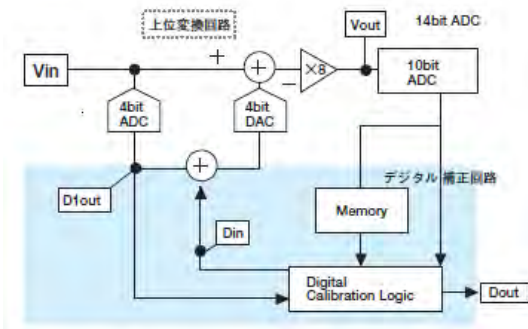 上位変換回路
Vout
14bit ADC
Vin
+
+
−
×8
10bit
ADC
4bit
ADC
4bit
DAC
+
デジタル 補正回路
D1out
Din
Memory
Digital
Calibration Logic
Dout